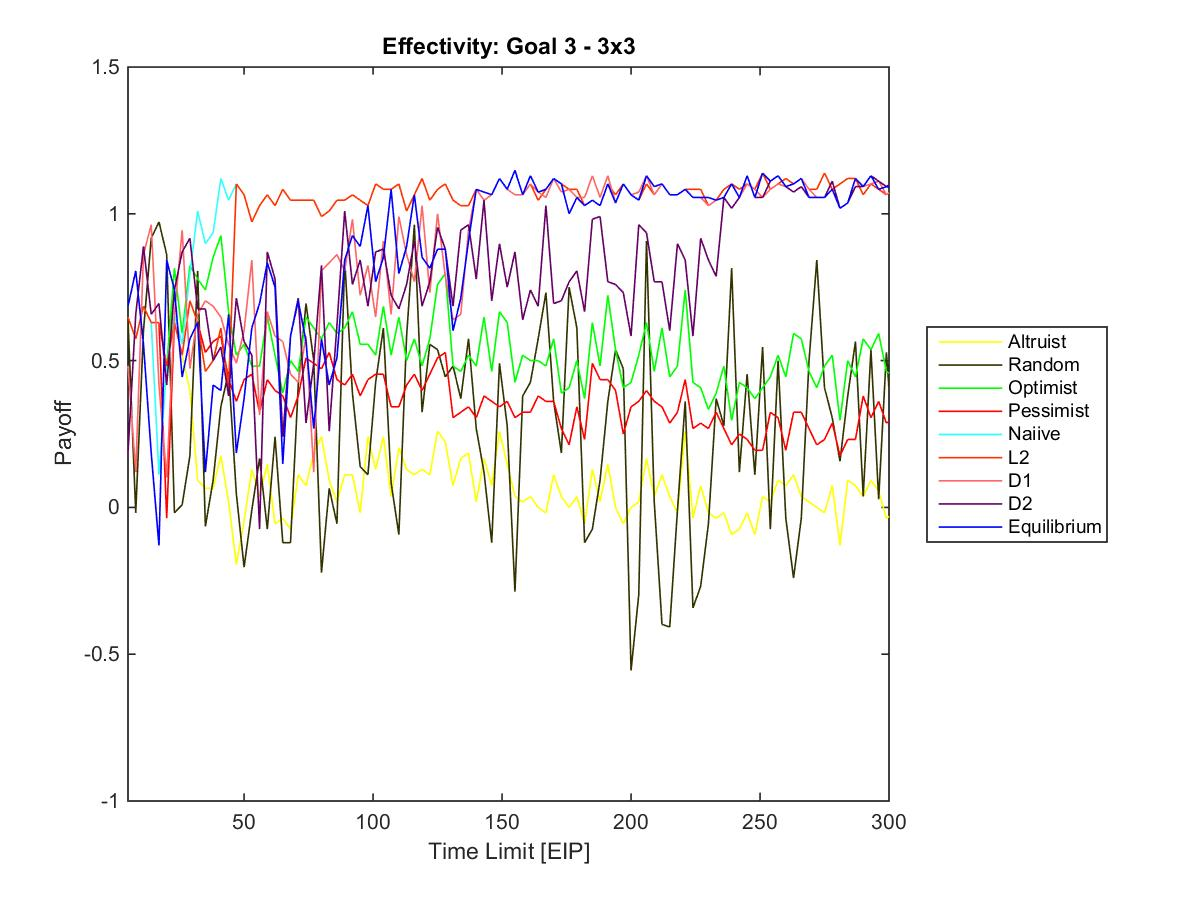 Effectivity: Goal 3 - 3x3
1.5
1
0.5
0
-0.5
-1
Payoff
50 100 150 200 250 300
Time Limit [EIP]
Altruist
Random
Optimist
Pessimist
Naiive
L2
D1
D2
Equilibrium